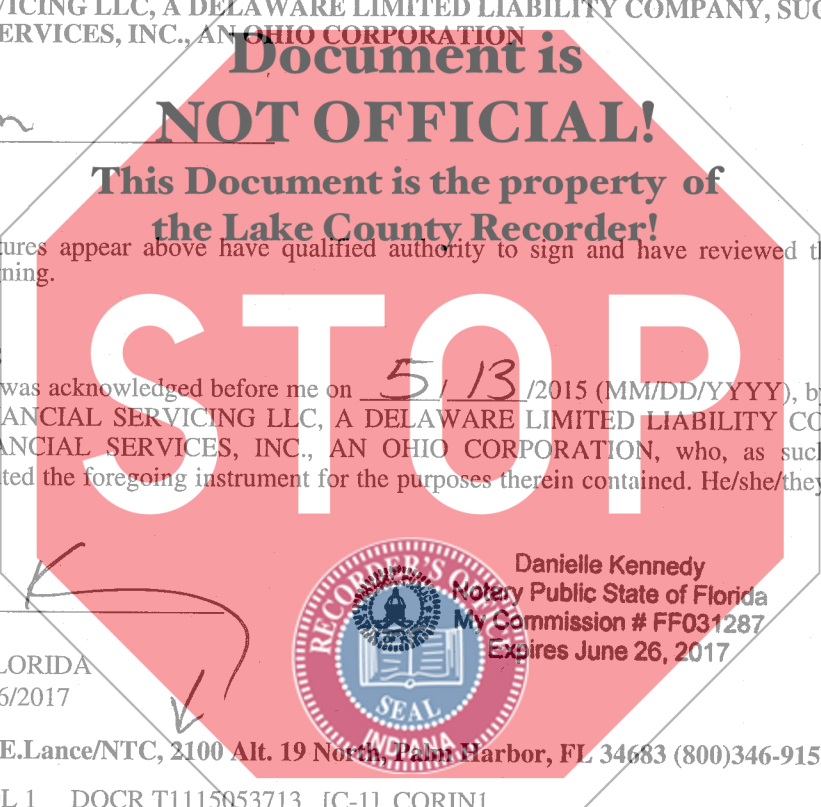 VICING LLC, A DELAWARE LIMITED LIABILITY COMPANY, SUC
ERVICES, INC., AN OHIO CORPORATION
Document is
NOT OFFICIAL!
This Document is the property of
the Lake County Recorder!
tures appear above have qualified authority to sign and have reviewed th
ning.
STOP
was acknowledged before me on 5/13/2015 (MM/DD/YYYY), by
ANCIAL SERVICING LLC, A DELAWARE LIMITED LIABILITY CO
ANCIAL SERVICES, INC., AN OHIO CORPORATION, who, as such
ted the foregoing instrument for the purposes therein contained. He/she/they
Danielle Kennedy
Notary Public State of Florida
My Commission # FF031287
Expires June 26, 2017
RECORDER'S OFFICE
SEAL
INDIANA
LORIDA
6/2017
E.Lance/NTC, 2100 Alt. 19 North, Palm Harbor, FL 34683 (800)346-915
OL 1 DOCR T1115053713 [C-1] CORIN1